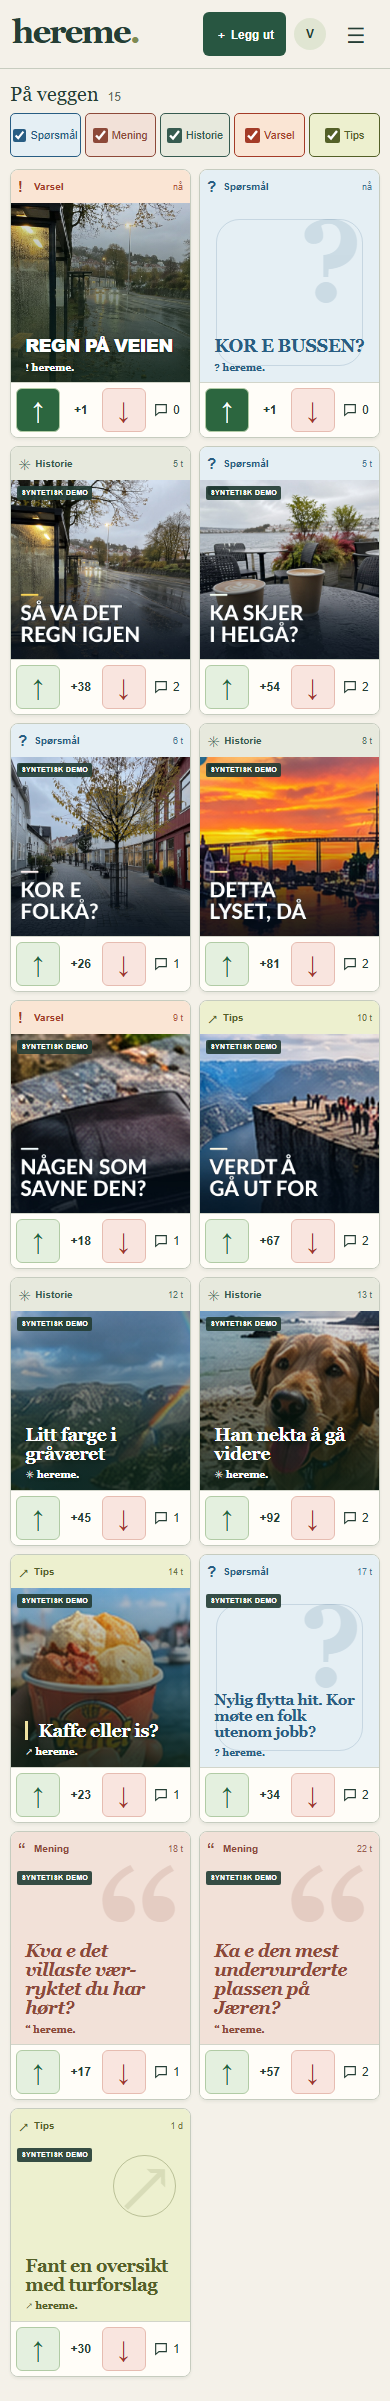 hereme.
+ Legg ut
V
På veggen 15
Spørsmål
Mening
Historie
Varsel
Tips
! Varsel nå
REGN PÅ VEIEN
! hereme.
↑ +1 ↓ 0
? Spørsmål nå
?
KOR E BUSSEN?
? hereme.
↑ +1 ↓ 0
Historie 5 t
SYNTETISK DEMO
SÅ VA DET
REGN IGJEN
↑ +38 ↓ 2
? Spørsmål 5 t
SYNTETISK DEMO
KA SKJER
I HELGÅ?
↑ +54 ↓ 2
? Spørsmål 6 t
SYNTETISK DEMO
KOR E
FOLKÅ?
↑ +26 ↓ 1
Historie 8 t
SYNTETISK DEMO
DETTA
LYSET, DÅ
↑ +81 ↓ 2
! Varsel 9 t
SYNTETISK DEMO
NÅGEN SOM
SAVNE DEN?
↑ +18 ↓ 1
↗ Tips 10 t
SYNTETISK DEMO
VERDT Å
GÅ UT FOR
↑ +67 ↓ 2
Historie 12 t
SYNTETISK DEMO
Litt farge i
gråværet
✳ hereme.
↑ +45 ↓ 1
Historie 13 t
SYNTETISK DEMO
Han nekta å gå
videre
✳ hereme.
↑ +92 ↓ 2
↗ Tips 14 t
SYNTETISK DEMO
Kaffe eller is?
↗ hereme.
↑ +23 ↓ 1
? Spørsmål 17 t
SYNTETISK DEMO
?
Nylig flytta hit. Kor
møte en folk
utenom jobb?
? hereme.
↑ +34 ↓ 2
“ Mening 18 t
SYNTETISK DEMO
“
Kva e det
villaste vær-
ryktet du har
hørt?
“ hereme.
↑ +17 ↓ 1
“ Mening 22 t
SYNTETISK DEMO
“
Ka e den mest
undervurderte
plassen på
Jæren?
“ hereme.
↑ +57 ↓ 2
↗ Tips 1 d
SYNTETISK DEMO
↗
Fant en oversikt
med turforslag
↗ hereme.
↑ +30 ↓ 1